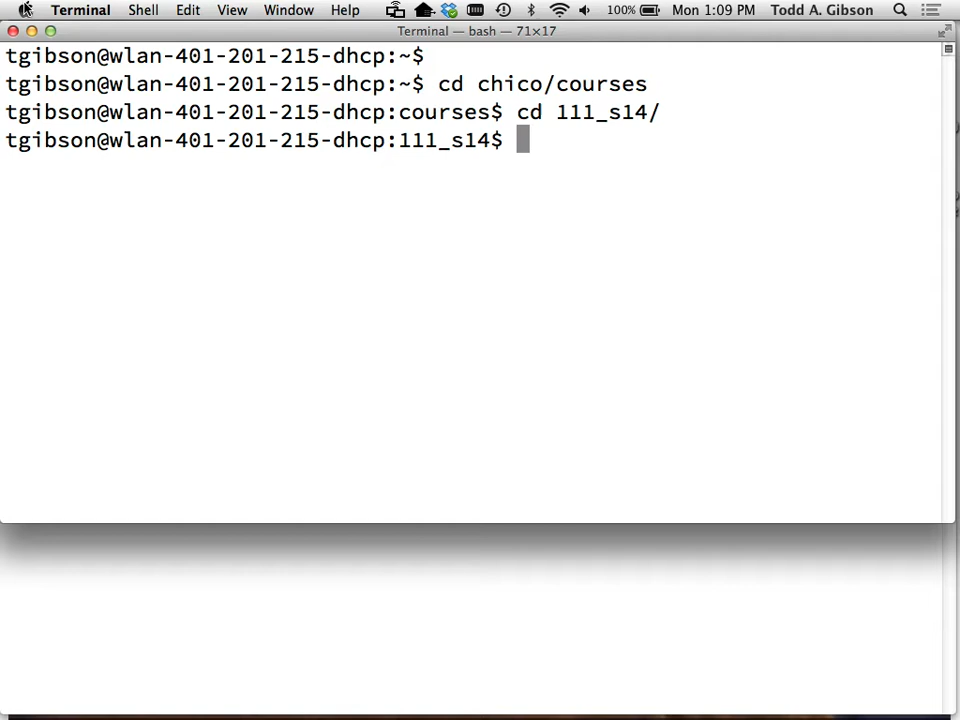 Terminal Shell Edit View Window Help 100% Mon 1:09 PM Todd A. Gibson
Terminal — bash — 71×17
tgibson@wlan-401-201-215-dhcp:~$
tgibson@wlan-401-201-215-dhcp:~$ cd chico/courses
tgibson@wlan-401-201-215-dhcp:courses$ cd 111_s14/
tgibson@wlan-401-201-215-dhcp:111_s14$